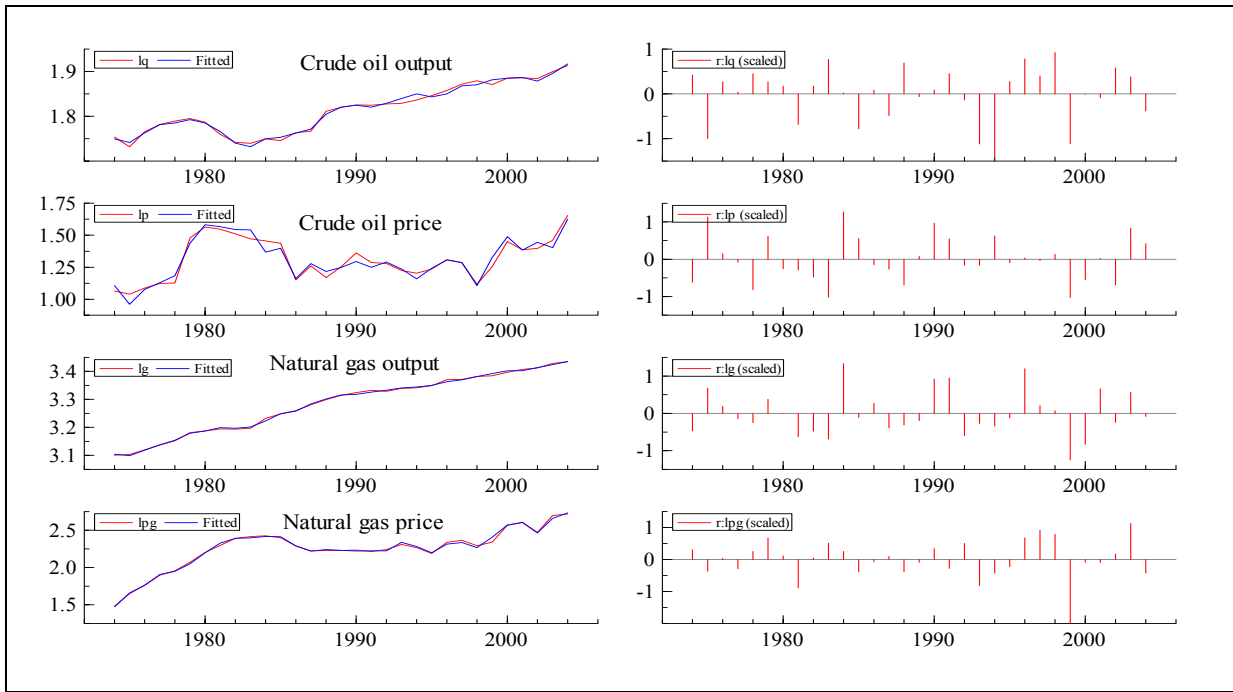 lq Fitted
Crude oil output
1.9
1.8
1980 1990 2000
r:lq (scaled)
1
0
-1
1980 1990 2000
lp Fitted
Crude oil price
1.75
1.50
1.25
1.00
1980 1990 2000
r:lp (scaled)
1
0
-1
1980 1990 2000
lg Fitted
Natural gas output
3.4
3.3
3.2
3.1
1980 1990 2000
r:lg (scaled)
1
0
-1
1980 1990 2000
lpg Fitted
Natural gas price
2.5
2.0
1.5
1980 1990 2000
r:lpg (scaled)
1
0
-1
1980 1990 2000